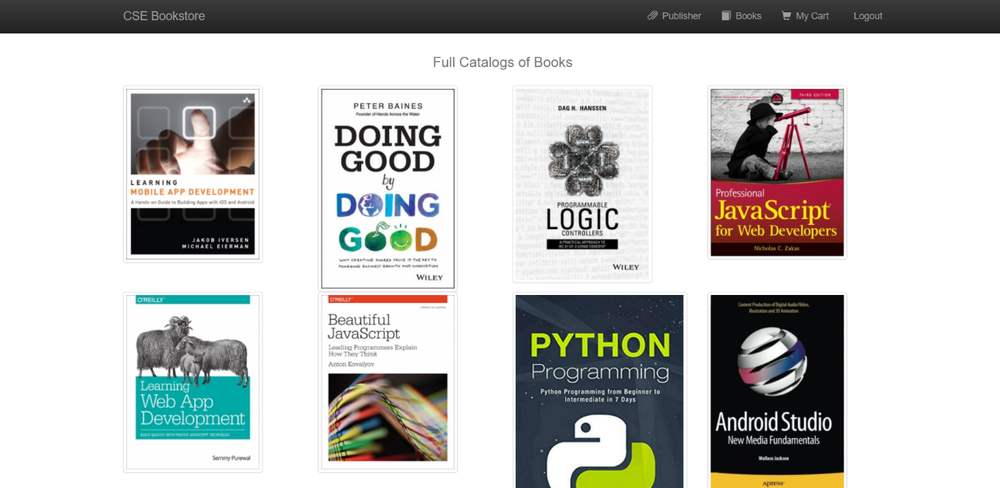 CSE Bookstore
Publisher
Books
My Cart
Logout
Full Catalogs of Books
LEARNING
MOBILE APP DEVELOPMENT
A Hands-on Guide to Building Apps with iOS and Android
JAKOB IVERSEN
MICHAEL EIERMAN
PETER BAINES
Founder of Hands Across the Water
DOING
GOOD
by
DOING
GOOD
WHY CREATING SHARED VALUE IS THE KEY TO
POWERING BUSINESS GROWTH AND INNOVATION
WILEY
DAG H. HANSSEN
PROGRAMMABLE
LOGIC
CONTROLLERS
A PRACTICAL APPROACH TO
IEC 61131-3 USING CODESYS
WILEY
THIRD EDITION
Professional
JavaScript
for Web Developers
Nicholas C. Zakas
O'REILLY
Learning
Web App
Development
BUILD QUICKLY WITH PROVEN JAVASCRIPT TECHNIQUES
Semmy Purewal
O'REILLY
Beautiful
JavaScript
Leading Programmers Explain
How They Think
Anton Kovalyov
PYTHON
Programming
Python Programming from Beginner to
Intermediate in 7 Days
Content Production of Digital Audio/Video,
Illustration and 3D Animation
Android Studio
New Media Fundamentals
Wallace Jackson
Apress